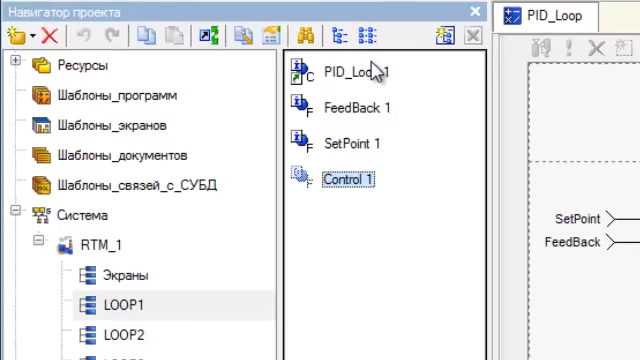 Навигатор проекта
Ресурсы
Шаблоны_программ
Шаблоны_экранов
Шаблоны_документов
Шаблоны_связей_с_СУБД
Система
RTM_1
Экраны
LOOP1
LOOP2
PID_Loop 1
FeedBack 1
SetPoint 1
Control 1
PID_Loop
SetPoint
FeedBack